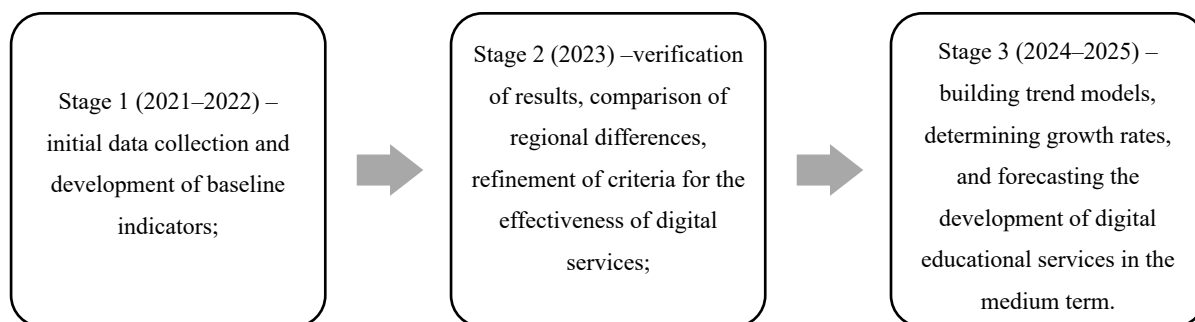 Stage 1 (2021–2022) –
initial data collection and
development of baseline
indicators;
Stage 2 (2023) –verification
of results, comparison of
regional differences,
refinement of criteria for the
effectiveness of digital
services;
Stage 3 (2024–2025) –
building trend models,
determining growth rates,
and forecasting the
development of digital
educational services in the
medium term.